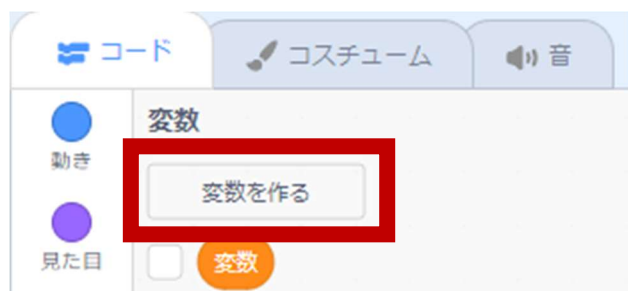 コード コスチューム 音
変数
動き
変数を作る
見た目
変数